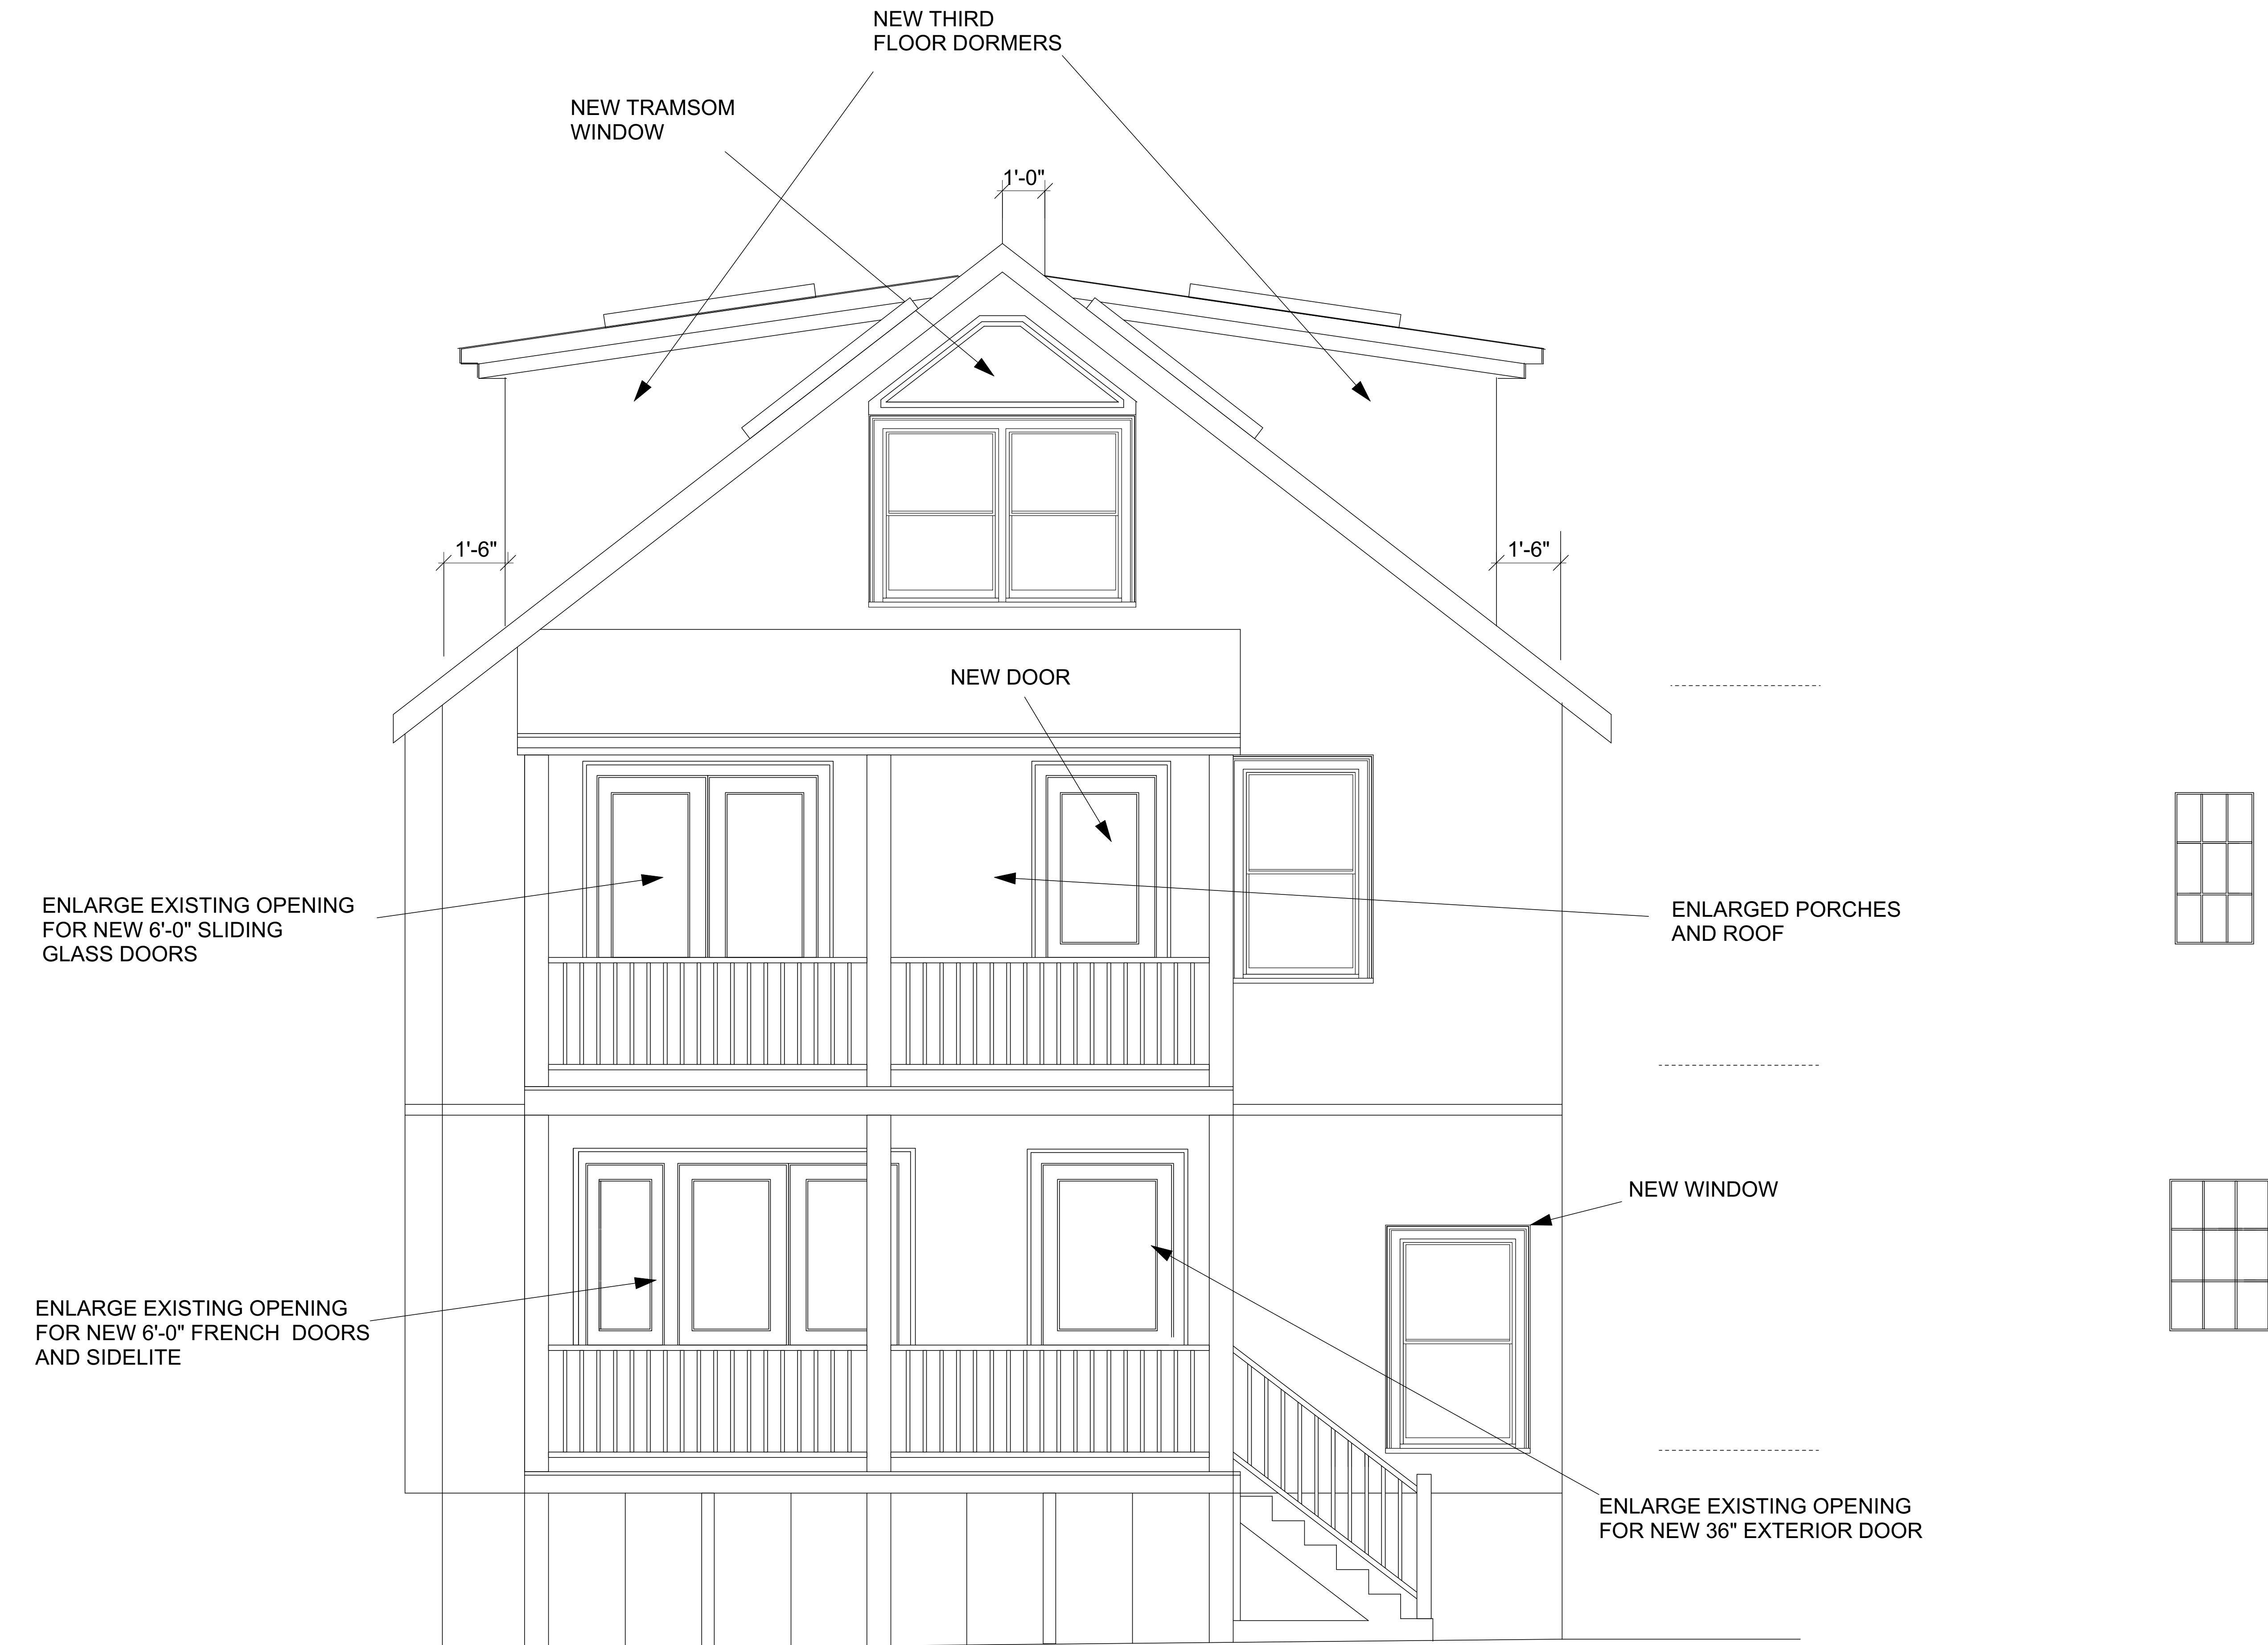 NEW THIRD
FLOOR DORMERS
NEW TRAMSOM
WINDOW
1'-0"
1'-6"
1'-6"
NEW DOOR
ENLARGE EXISTING OPENING
FOR NEW 6'-0" SLIDING
GLASS DOORS
ENLARGED PORCHES
AND ROOF
NEW WINDOW
ENLARGE EXISTING OPENING
FOR NEW 6'-0" FRENCH  DOORS
AND SIDELITE
ENLARGE EXISTING OPENING
FOR NEW 36" EXTERIOR DOOR